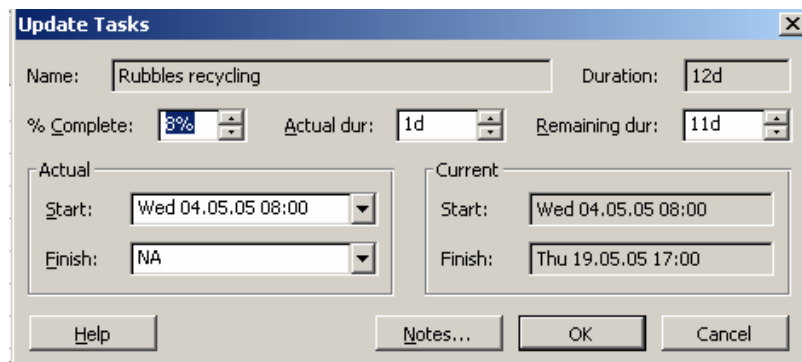 Update Tasks
Name: Rubbles recycling Duration: 12d
% Complete: 8% Actual dur: 1d Remaining dur: 11d
Actual Current
Start: Wed 04.05.05 08:00 Start: Wed 04.05.05 08:00
Finish: NA Finish: Thu 19.05.05 17:00
Help Notes... OK Cancel